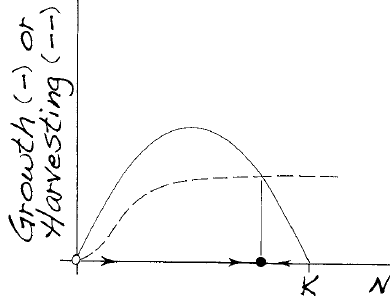 Growth (-) or
Harvesting (--)
K
N